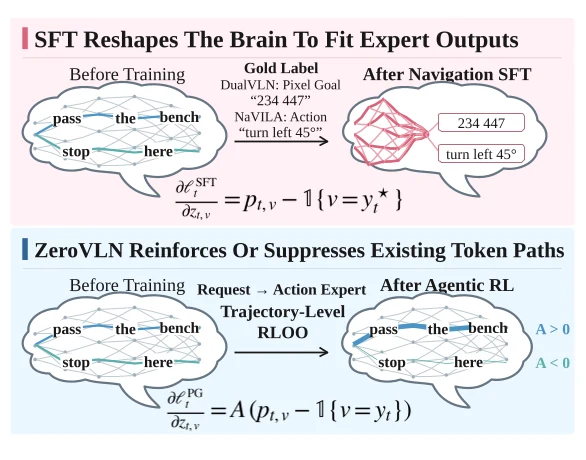 SFT Reshapes The Brain To Fit Expert Outputs
Before Training
pass the bench
stop here
Gold Label
DualVLN: Pixel Goal
“234 447”
NaVILA: Action
“turn left 45°”
After Navigation SFT
234 447
turn left 45°
∂ℓ_t^SFT / ∂z_{t,v} = p_{t,v} − 𝟙{v = y_t^★}
ZeroVLN Reinforces Or Suppresses Existing Token Paths
Before Training
pass the bench
stop here
Request → Action Expert
Trajectory-Level
RLOO
After Agentic RL
pass the bench
stop here
A > 0
A < 0
∂ℓ_t^PG / ∂z_{t,v} = A(p_{t,v} − 𝟙{v = y_t})